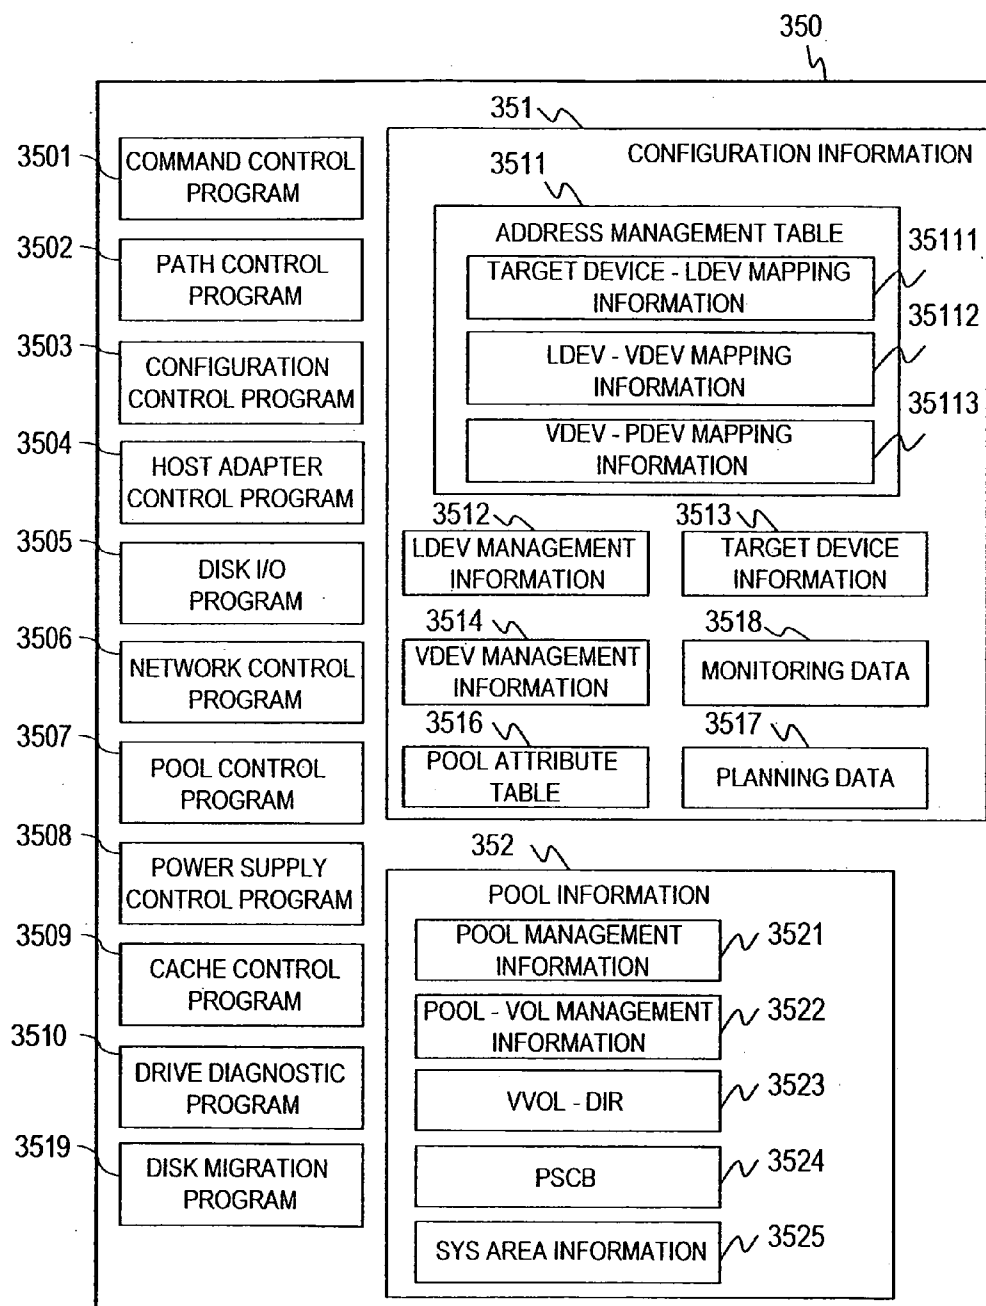 350
3501
COMMAND CONTROL
PROGRAM
3502
PATH CONTROL
PROGRAM
3503
CONFIGURATION
CONTROL PROGRAM
3504
HOST ADAPTER
CONTROL PROGRAM
3505
DISK I/O
PROGRAM
3506
NETWORK CONTROL
PROGRAM
3507
POOL CONTROL
PROGRAM
3508
POWER SUPPLY
CONTROL PROGRAM
3509
CACHE CONTROL
PROGRAM
3510
DRIVE DIAGNOSTIC
PROGRAM
3519
DISK MIGRATION
PROGRAM
351
CONFIGURATION INFORMATION
3511
ADDRESS MANAGEMENT TABLE
35111
TARGET DEVICE - LDEV MAPPING
INFORMATION
35112
LDEV - VDEV MAPPING
INFORMATION
35113
VDEV - PDEV MAPPING
INFORMATION
3512
LDEV MANAGEMENT
INFORMATION
3513
TARGET DEVICE
INFORMATION
3514
VDEV MANAGEMENT
INFORMATION
3518
MONITORING DATA
3516
POOL ATTRIBUTE
TABLE
3517
PLANNING DATA
352
POOL INFORMATION
POOL MANAGEMENT
INFORMATION
3521
POOL - VOL MANAGEMENT
INFORMATION
3522
VVOL - DIR
3523
PSCB
3524
SYS AREA INFORMATION
3525